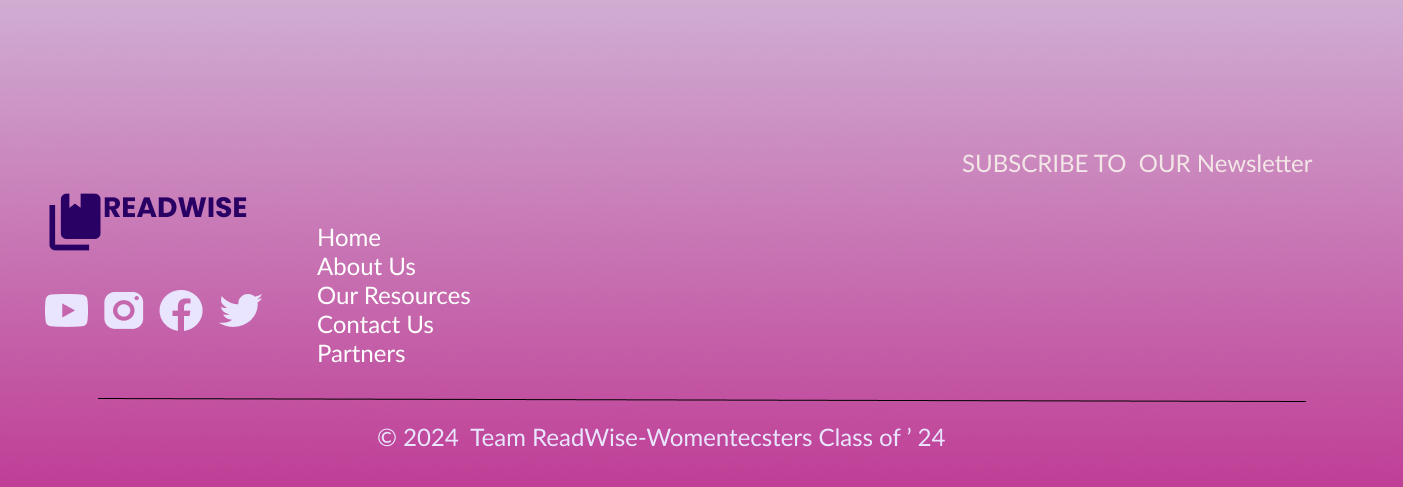 SUBSCRIBE TO  OUR Newsletter
READWISE
Home
About Us
Our Resources
Contact Us
Partners
© 2024  Team ReadWise-Womentecsters Class of ’ 24